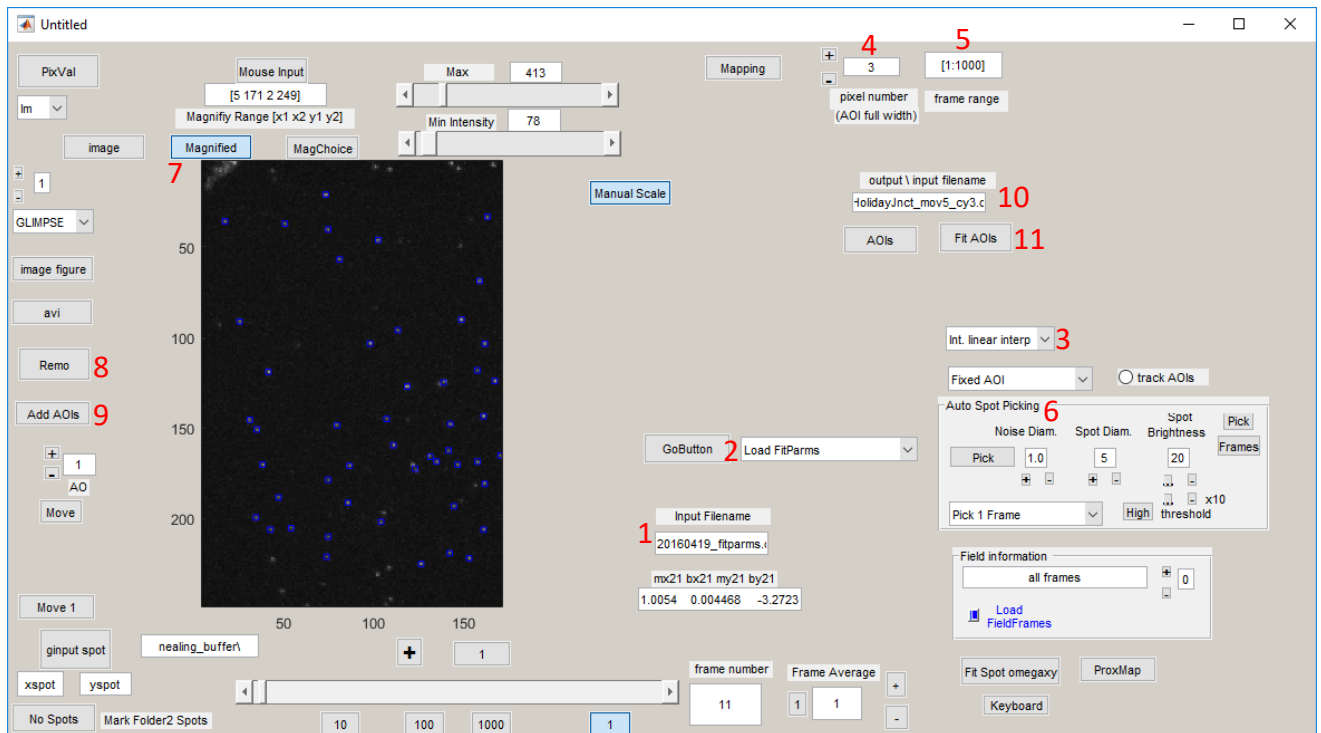 Untitled
PixVal
Im
Mouse Input
[5 171 2 249]
Magnifiy Range [x1 x2 y1 y2]
Max 413
Min Intensity 78
Mapping
+
-
4
3
pixel number
(AOI full width)
5
[1:1000]
frame range
image
Magnified
7
MagChoice
+
-
1
GLIMPSE
image figure
avi
Remo 8
Add AOIs 9
+
-
1
AO
Move
Move 1
ginput spot
nealing_buffer\
xspot yspot
No Spots Mark Folder2 Spots
50
100
150
200
50 100 150
+ 1
10 100 1000 1
Manual Scale
output \ input filename
HolidayJnct_mov5_cy3.d 10
AOIs Fit AOIs 11
Int. linear interp 3
Fixed AOI track AOIs
Auto Spot Picking 6
Noise Diam. Spot Diam. Spot Brightness
Pick
Frames
Pick 1.0 5 20
+ - + - ... -
... - x10
Pick 1 Frame High threshold
GoButton 2 Load FitParms
Input Filename
1 20160419_fitparms.
mx21 bx21 my21 by21
1.0054 0.004468 -3.2723
Field information
all frames
+
-
0
Load
FieldFrames
frame number
11
Frame Average
1 1
+
-
Fit Spot omegaxy ProxMap
Keyboard